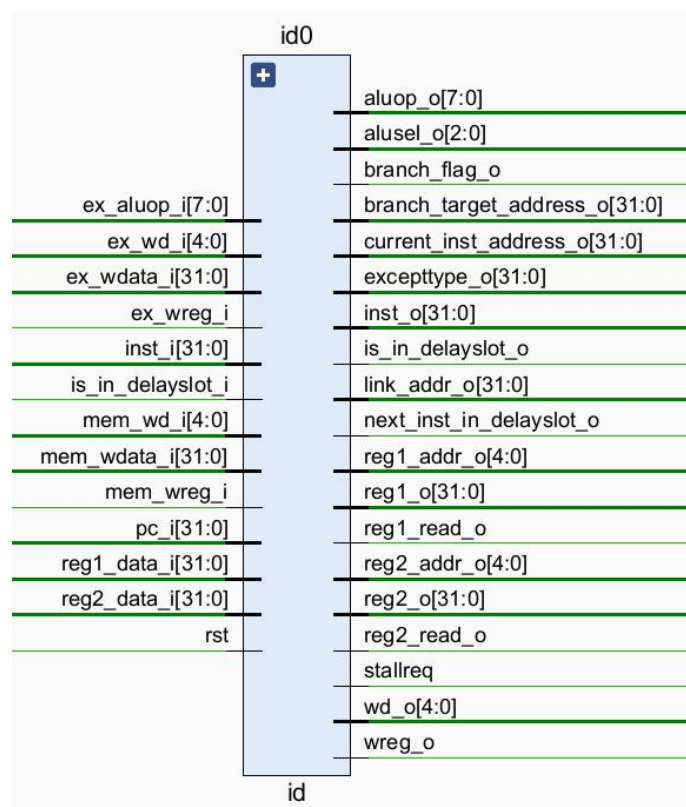 id0
ex_aluop_i[7:0]
ex_wd_i[4:0]
ex_wdata_i[31:0]
ex_wreg_i
inst_i[31:0]
is_in_delayslot_i
mem_wd_i[4:0]
mem_wdata_i[31:0]
mem_wreg_i
pc_i[31:0]
reg1_data_i[31:0]
reg2_data_i[31:0]
rst
aluop_o[7:0]
alusel_o[2:0]
branch_flag_o
branch_target_address_o[31:0]
current_inst_address_o[31:0]
excepttype_o[31:0]
inst_o[31:0]
is_in_delayslot_o
link_addr_o[31:0]
next_inst_in_delayslot_o
reg1_addr_o[4:0]
reg1_o[31:0]
reg1_read_o
reg2_addr_o[4:0]
reg2_o[31:0]
reg2_read_o
stallreq
wd_o[4:0]
wreg_o
id